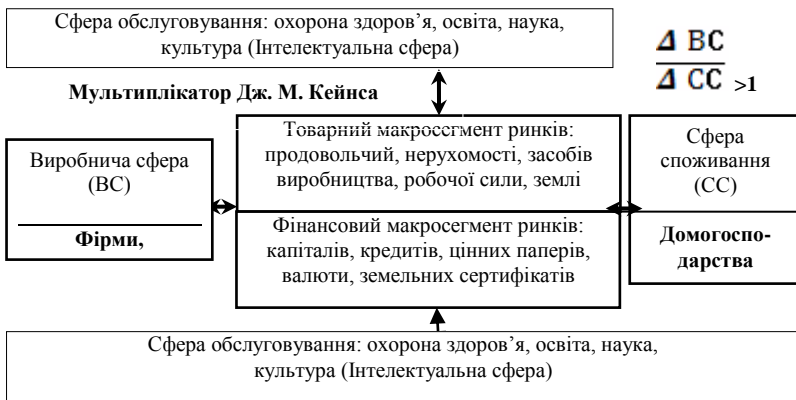 Сфера обслуговування: охорона здоров’я, освіта, наука,
культура (Інтелектуальна сфера)
Δ ВС
Δ СС >1
Мультиплікатор Дж. М. Кейнса
Виробнича сфера
(ВС)
Фірми,
Товарний макросегмент ринків:
продовольчий, нерухомості, засобів
виробництва, робочої сили, землі
Фінансовий макросегмент ринків:
капіталів, кредитів, цінних паперів,
валюти, земельних сертифікатів
Сфера
споживання
(СС)
Домогоспо-
дарства
Сфера обслуговування: охорона здоров’я, освіта, наука,
культура (Інтелектуальна сфера)